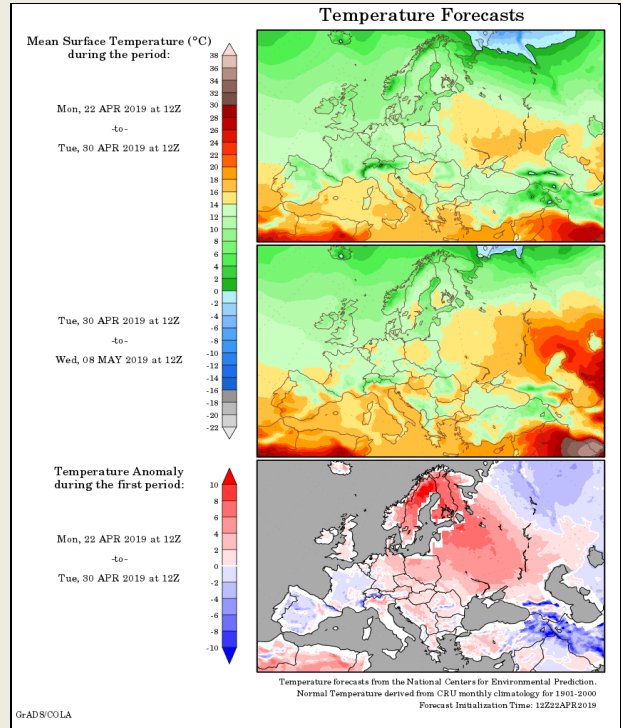 Temperature Forecasts
Mean Surface Temperature (°C)
during the period:
Mon, 22 APR 2019 at 12Z
-to-
Tue, 30 APR 2019 at 12Z
38
36
34
32
30
28
26
24
22
20
18
16
14
12
10
8
6
4
2
0
-2
-4
-6
-8
-10
-12
-14
-16
-18
-20
-22
Tue, 30 APR 2019 at 12Z
-to-
Wed, 08 MAY 2019 at 12Z
Temperature Anomaly
during the first period:
Mon, 22 APR 2019 at 12Z
-to-
Tue, 30 APR 2019 at 12Z
10
8
6
4
2
0
-2
-4
-6
-8
-10
Temperature forecasts from the National Centers for Environmental Prediction.
Normal Temperature derived from CRU monthly climatology for 1901-2000
Forecast Initialization Time: 12Z22APR2019
GrADS/COLA